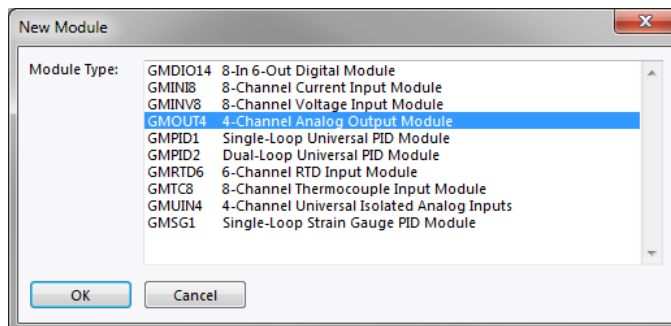 New Module
Module Type:
GMDIO14 8-In 6-Out Digital Module
GMINI8 8-Channel Current Input Module
GMINV8 8-Channel Voltage Input Module
GMOUT4 4-Channel Analog Output Module
GMPID1 Single-Loop Universal PID Module
GMPID2 Dual-Loop Universal PID Module
GMRTD6 6-Channel RTD Input Module
GMTC8 8-Channel Thermocouple Input Module
GMUIN4 4-Channel Universal Isolated Analog Inputs
GMSG1 Single-Loop Strain Gauge PID Module
OK Cancel